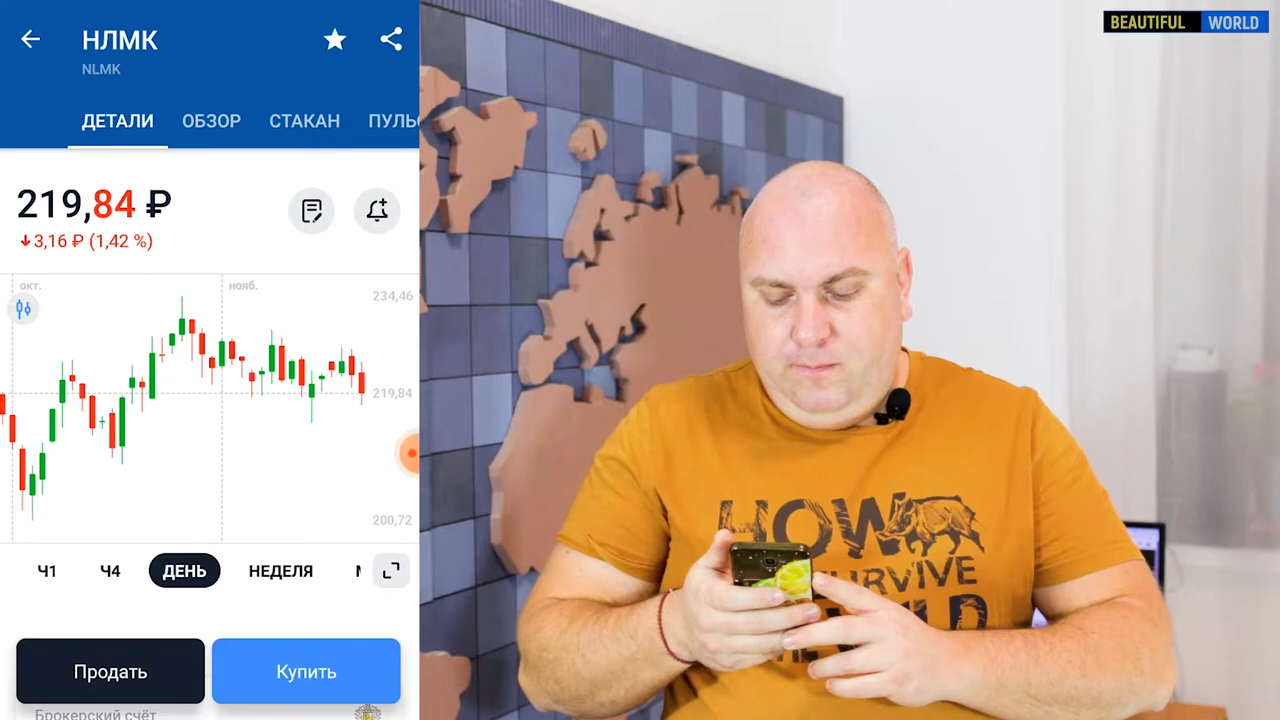 НЛМК
NLMK
ДЕТАЛИ ОБЗОР СТАКАН ПУЛЬ
219,84 ₽
3,16 ₽ (1,42 %)
окт. нояб.
234,46
219,84
200,72
Ч1 Ч4 ДЕНЬ НЕДЕЛЯ
Продать Купить
Брокерский счёт
BEAUTIFUL WORLD
HOW
SURVIVE